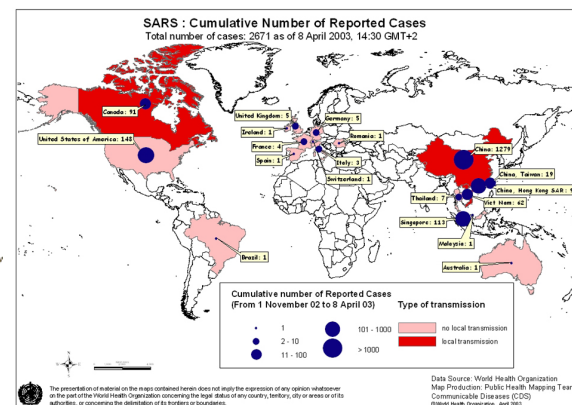 SARS : Cumulative Number of Reported Cases
Total number of cases: 2671 as of 8 April 2003, 14:30 GMT+2
Canada: 91
United States of America: 148
United Kingdom: 5
Germany: 5
Ireland: 1
Romania: 1
France: 4
Spain: 1
Italy: 3
Switzerland: 1
China: 1279
China, Taiwan: 19
China, Hong Kong SAR:
Thailand: 7
Viet Nam: 62
Singapore: 113
Malaysia: 1
Brazil: 1
Australia: 1
Cumulative number of Reported Cases
(From 1 November 02 to 8 April 03)
Type of transmission
1
2 - 10
11 - 100
101 - 1000
> 1000
no local transmission
local transmission
The presentation of material on the maps contained herein does not imply the expression of any opinion whatsoever
on the part of the World Health Organization concerning the legal status of any country, territory, city or areas or of its
authorities, or concerning the delimitation of its frontiers or boundaries.
Data Source: World Health Organization
Map Production: Public Health Mapping Team
Communicable Diseases (CDS)
©World Health Organization, April 2003